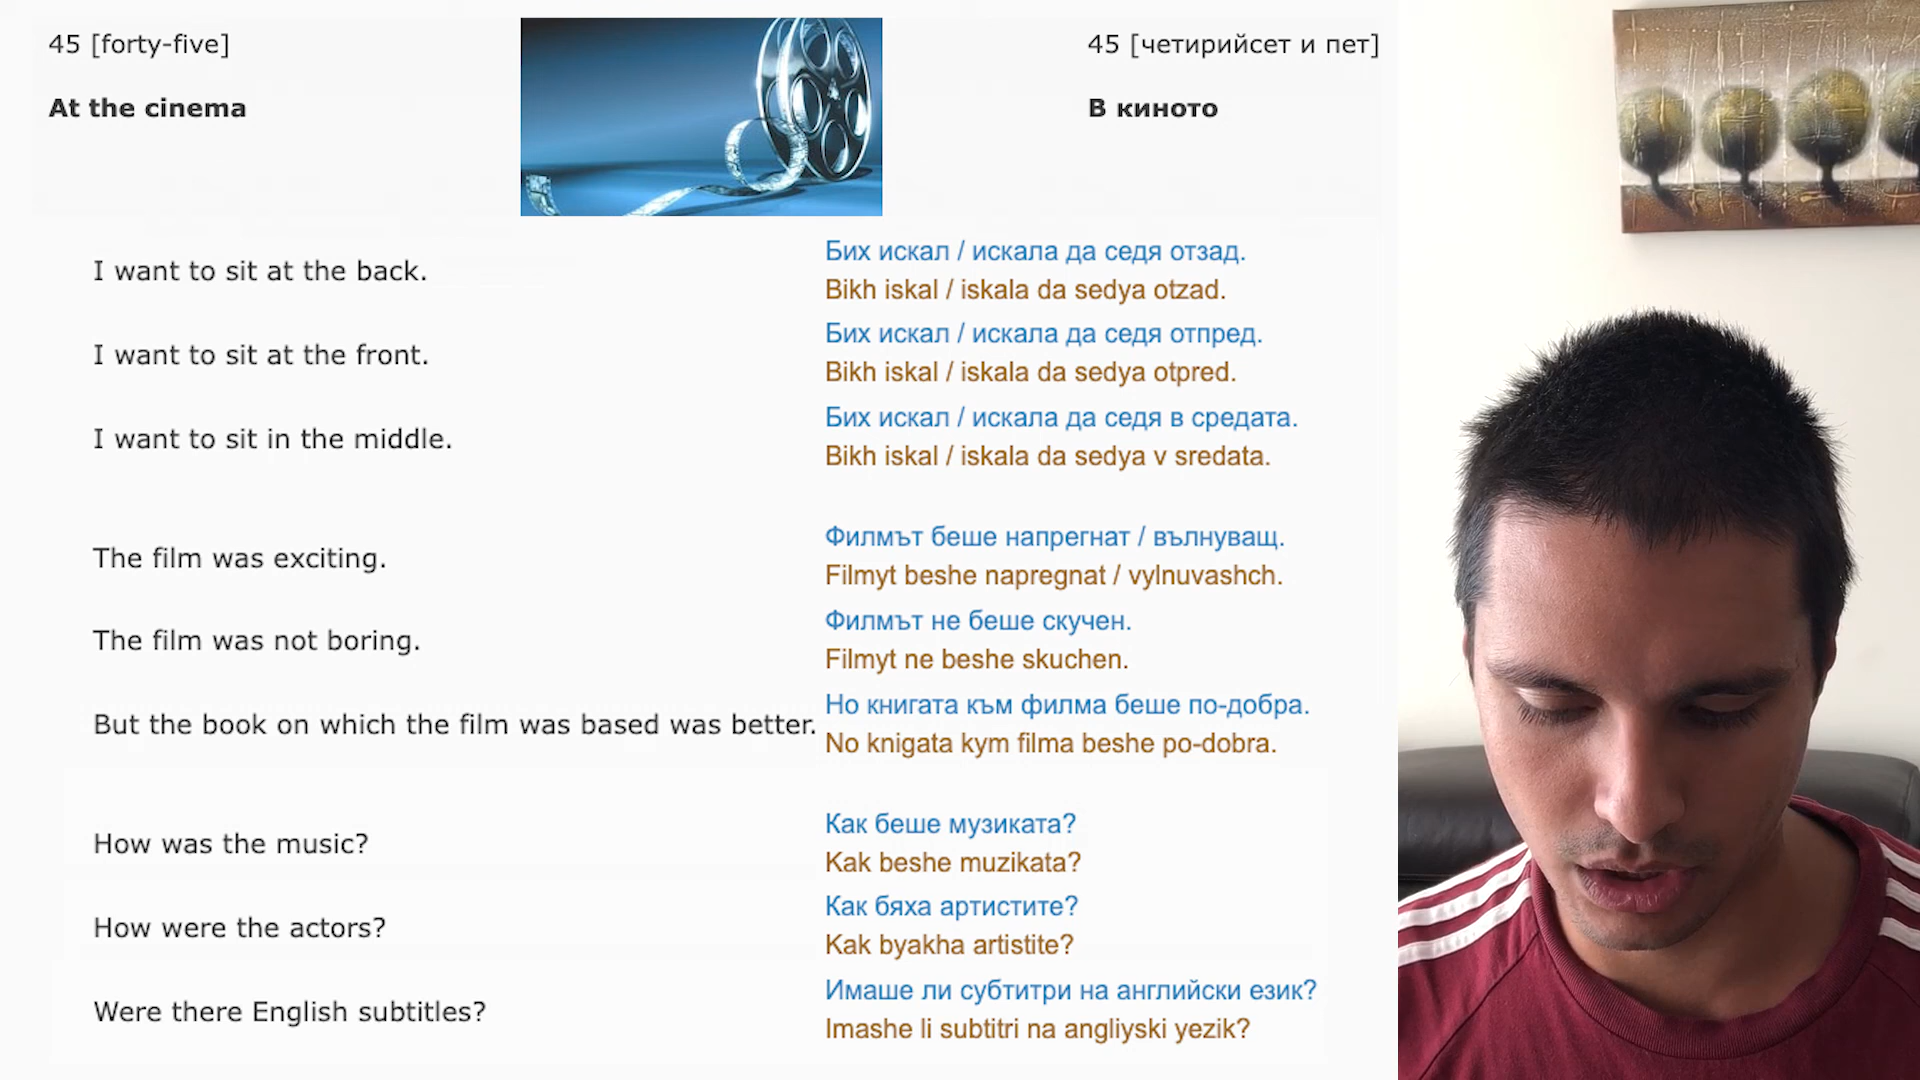 45 [forty-five]
45 [четирийсет и пет]
At the cinema
В киното
I want to sit at the back.
Бих искал / искала да седя отзад.
Bikh iskal / iskala da sedya otzad.
I want to sit at the front.
Бих искал / искала да седя отпред.
Bikh iskal / iskala da sedya otpred.
I want to sit in the middle.
Бих искал / искала да седя в средата.
Bikh iskal / iskala da sedya v sredata.
The film was exciting.
Филмът беше напрегнат / вълнуващ.
Filmyt beshe napregnat / vylnuvashch.
The film was not boring.
Филмът не беше скучен.
Filmyt ne beshe skuchen.
But the book on which the film was based was better.
Но книгата към филма беше по-добра.
No knigata kym filma beshe po-dobra.
How was the music?
Как беше музиката?
Kak beshe muzikata?
How were the actors?
Как бяха артистите?
Kak byakha artistite?
Were there English subtitles?
Имаше ли субтитри на английски език?
Imashe li subtitri na angliyski yezik?